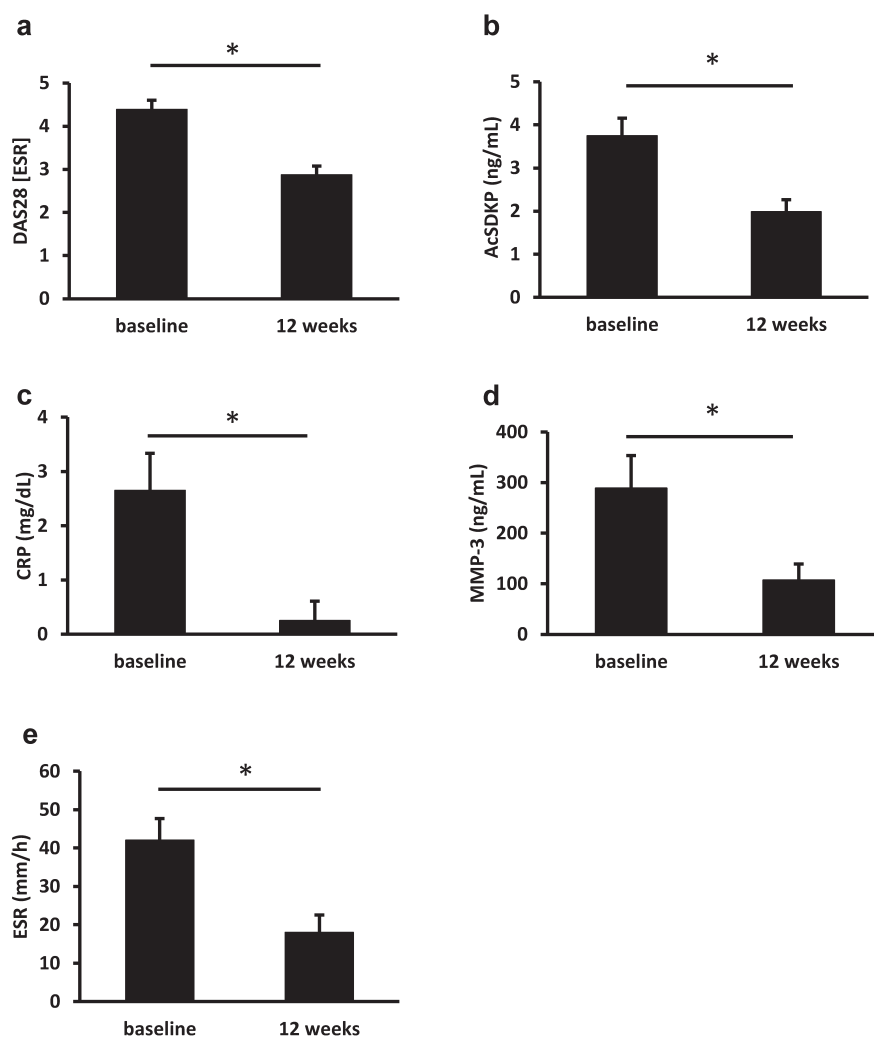 a
*
DAS28 [ESR]
5
4
3
2
1
0
baseline 12 weeks
b
*
AcSDKP (ng/mL)
5
4
3
2
1
0
baseline 12 weeks
c
*
CRP (mg/dL)
4
3
2
1
0
baseline 12 weeks
d
*
MMP-3 (ng/mL)
400
300
200
100
0
baseline 12 weeks
e
*
ESR (mm/h)
60
50
40
30
20
10
0
baseline 12 weeks